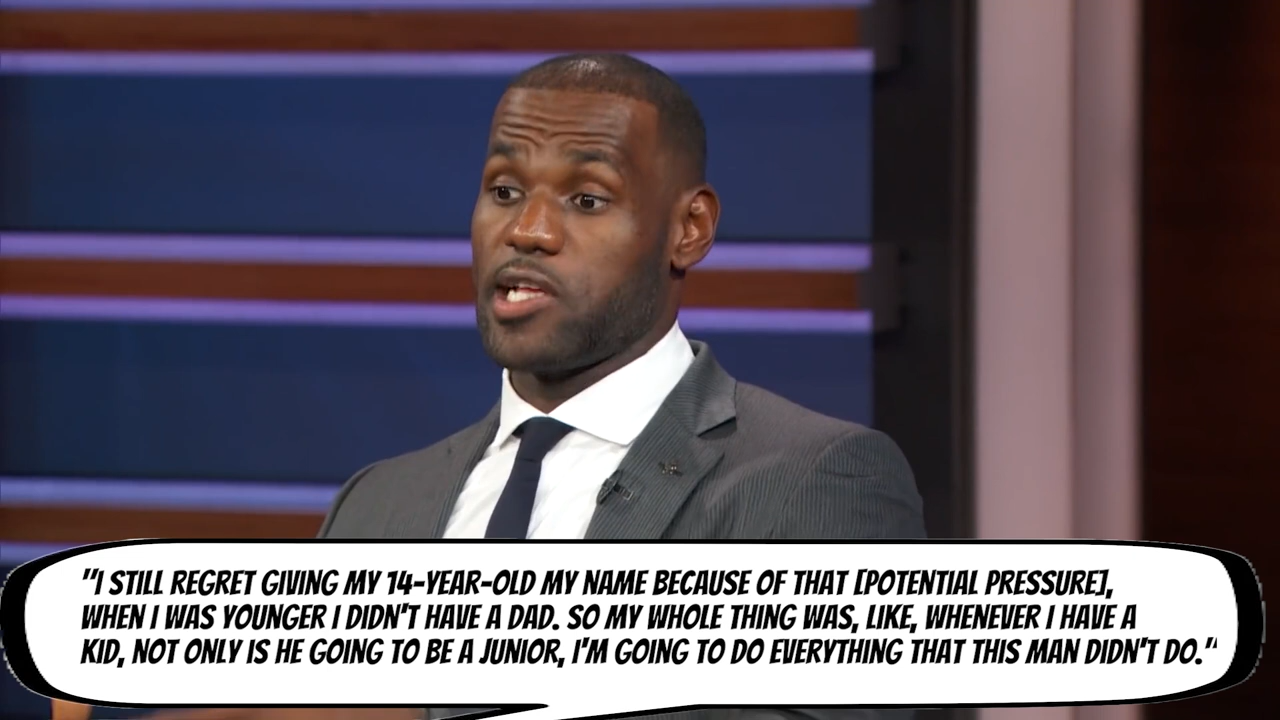 "I STILL REGRET GIVING MY 14-YEAR-OLD MY NAME BECAUSE OF THAT [POTENTIAL PRESSURE],
WHEN I WAS YOUNGER I DIDN'T HAVE A DAD. SO MY WHOLE THING WAS, LIKE, WHENEVER I HAVE A
KID, NOT ONLY IS HE GOING TO BE A JUNIOR, I'M GOING TO DO EVERYTHING THAT THIS MAN DIDN'T DO."